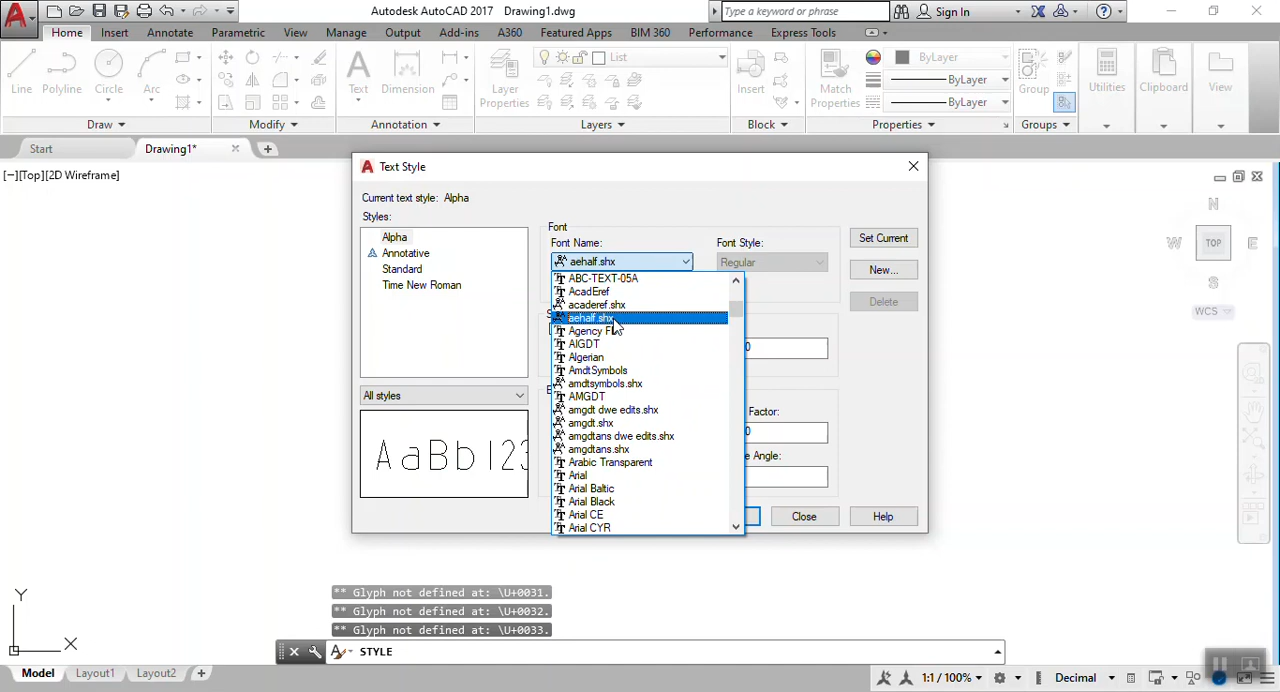 Autodesk AutoCAD 2017 Drawing1.dwg
Type a keyword or phrase
Sign In
Home Insert Annotate Parametric View Manage Output Add-ins A360 Featured Apps BIM 360 Performance Express Tools
Line Polyline Circle Arc
Text Dimension
Layer Properties
List
Insert
Match Properties
ByLayer
ByLayer
ByLayer
Group
Utilities
Clipboard
View
Draw Modify Annotation Layers Block Properties Groups
Start Drawing1*
[−][Top][2D Wireframe]
N
W TOP E
S
WCS
Text Style
Current text style: Alpha
Styles:
Alpha
Annotative
Standard
Time New Roman
All styles
AaBb123
Font
Font Name:
aehalf.shx
Font Style:
Regular
Set Current
New...
Delete
ABC-TEXT-05A
AcadEref
acaderef.shx
aehalf.shx
Agency
AIGDT
Algerian
AmdtSymbols
amdtsymbols.shx
AMGDT
amgdt dwe edits.shx
amgdt.shx
amgdtans dwe edits.shx
amgdtans.shx
Arabic Transparent
Arial
Arial Baltic
Arial Black
Arial CE
Arial CYR
Factor:
Angle:
Close
Help
** Glyph not defined at: \U+0031.
** Glyph not defined at: \U+0032.
** Glyph not defined at: \U+0033.
STYLE
Y
X
Model Layout1 Layout2
1:1 / 100% Decimal